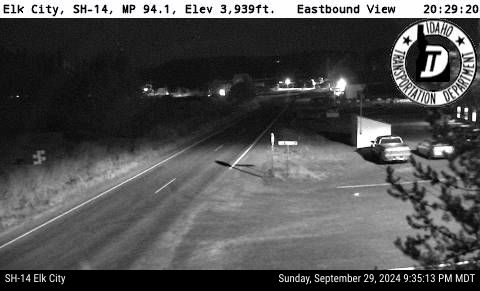 Elk City, SH-14, MP 94.1, Elev 3,939ft. Eastbound View 20:29:20
IDAHO
TRANSPORTATION DEPARTMENT
SH-14 Elk City Sunday, September 29, 2024 9:35:13 PM MDT